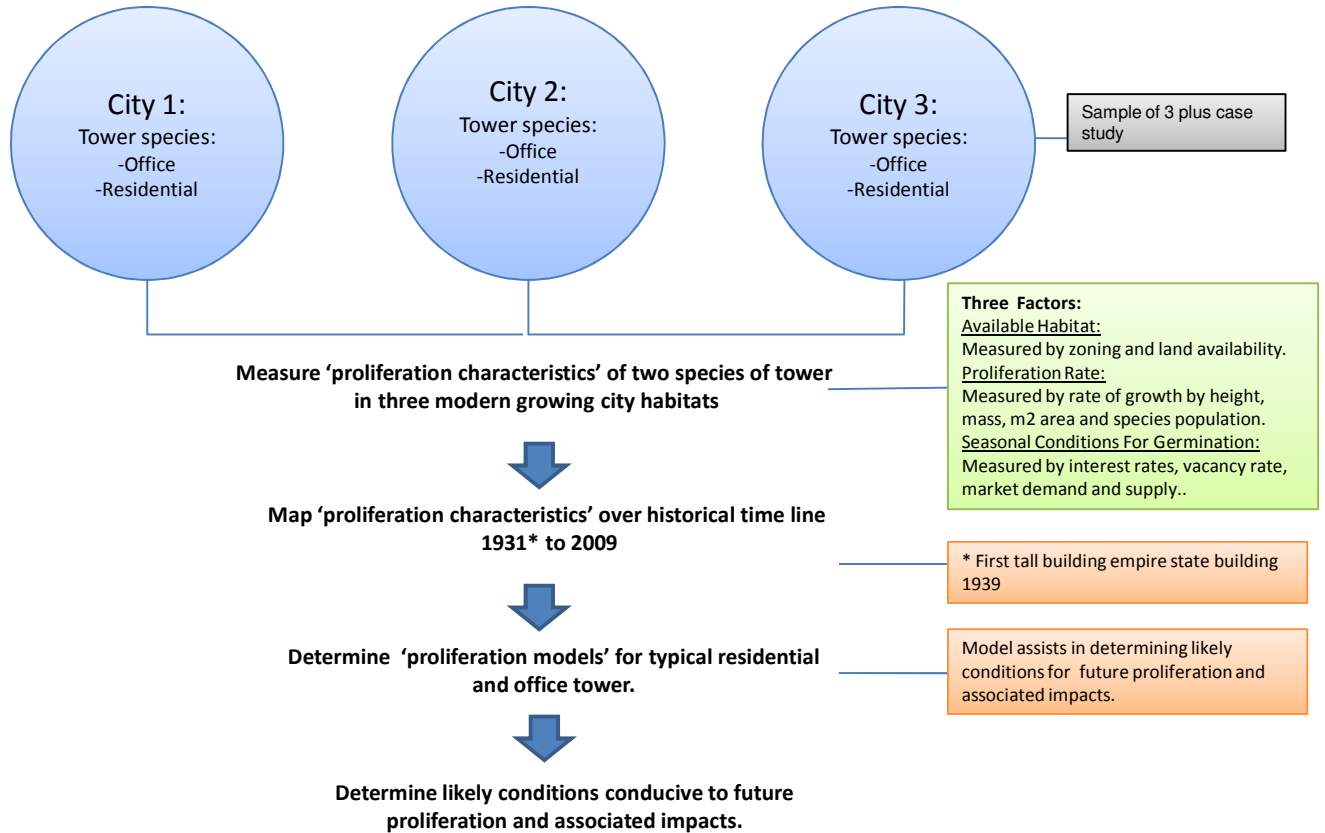 City 1:
Tower species:
-Office
-Residential
City 2:
Tower species:
-Office
-Residential
City 3:
Tower species:
-Office
-Residential
Sample of 3 plus case
study
Three Factors:
Available Habitat:
Measured by zoning and land availability.
Proliferation Rate:
Measured by rate of growth by height,
mass, m2 area and species population.
Seasonal Conditions For Germination:
Measured by interest rates, vacancy rate,
market demand and supply..
Measure ‘proliferation characteristics’ of two species of tower
in three modern growing city habitats
Map ‘proliferation characteristics’ over historical time line
1931* to 2009
* First tall building empire state building
1939
Determine ‘proliferation models’ for typical residential
and office tower.
Model assists in determining likely
conditions for future proliferation and
associated impacts.
Determine likely conditions conducive to future
proliferation and associated impacts.